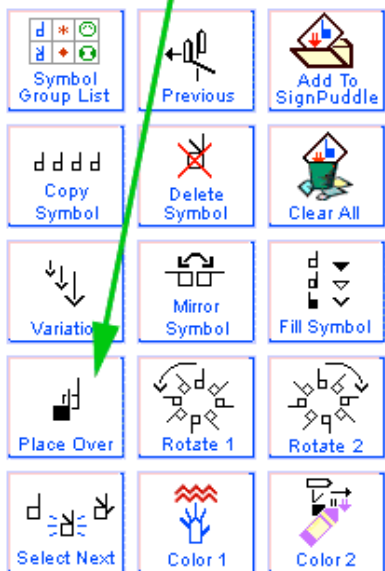 Symbol
Group List
Previous
Add To
SignPuddle
Copy
Symbol
Delete
Symbol
Clear All
Variation
Mirror
Symbol
Fill Symbol
Place Over
Rotate 1
Rotate 2
Select Next
Color 1
Color 2